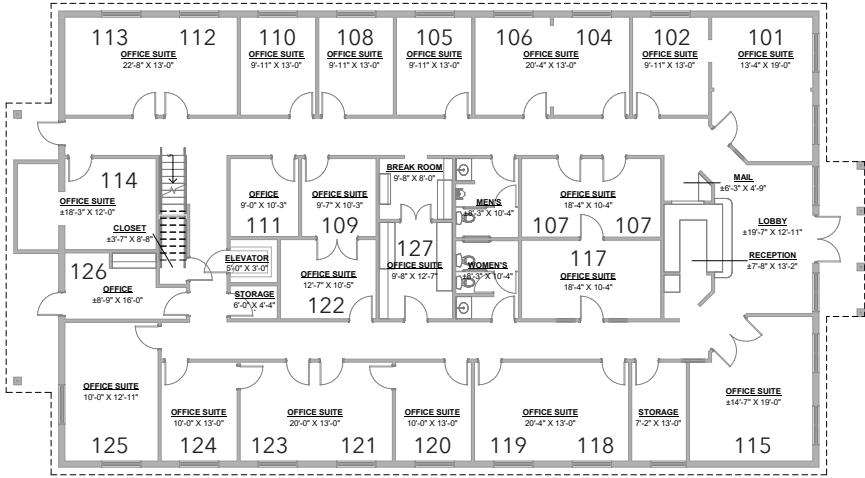 113 112
OFFICE SUITE
22'-8" X 13'-0"
110
OFFICE SUITE
9'-11" X 13'-0"
108
OFFICE SUITE
9'-11" X 13'-0"
105
OFFICE SUITE
9'-11" X 13'-0"
106 104
OFFICE SUITE
20'-4" X 13'-0"
102
OFFICE SUITE
9'-11" X 13'-0"
101
OFFICE SUITE
13'-4" X 19'-0"
114
OFFICE SUITE
±18'-3" X 12'-0"
CLOSET
±3'-7" X 8'-8"
OFFICE
9'-0" X 10'-3"
111
OFFICE SUITE
9'-7" X 10'-3"
109
BREAK ROOM
9'-8" X 8'-0"
MEN'S
±8'-3" X 10'-4"
OFFICE SUITE
18'-4" X 10'-4"
107 107
MAIL
±6'-3" X 4'-9"
LOBBY
±19'-7" X 12'-11"
RECEPTION
±7'-8" X 13'-2"
126
OFFICE
±8'-9" X 16'-0"
ELEVATOR
5'-0" X 3'-0"
STORAGE
6'-0" X 4'-4"
OFFICE SUITE
12'-7" X 10'-5"
122
127
OFFICE SUITE
9'-8" X 12'-7"
WOMEN'S
±8'-3" X 10'-4"
117
OFFICE SUITE
18'-4" X 10'-4"
OFFICE SUITE
10'-0" X 12'-11"
125
OFFICE SUITE
10'-0" X 13'-0"
124
OFFICE SUITE
20'-0" X 13'-0"
123 121
OFFICE SUITE
10'-0" X 13'-0"
120
OFFICE SUITE
20'-4" X 13'-0"
119 118
STORAGE
7'-2" X 13'-0"
OFFICE SUITE
±14'-7" X 19'-0"
115